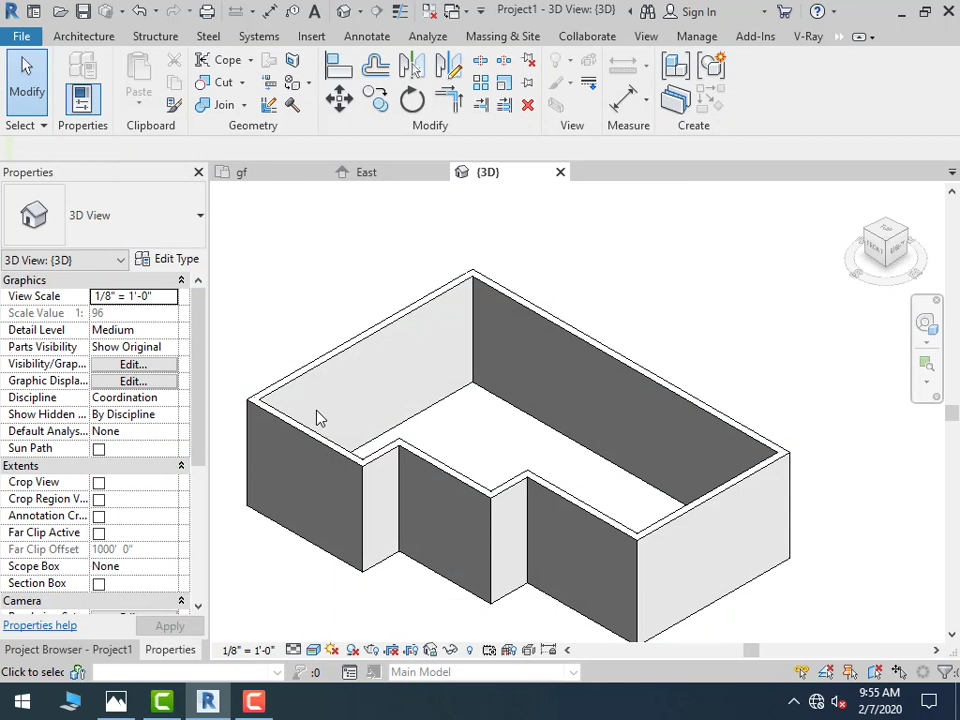 Project1 - 3D View: {3D}
Sign In
File
Architecture
Structure
Steel
Systems
Insert
Annotate
Analyze
Massing & Site
Collaborate
View
Manage
Add-Ins
V-Ray
Modify
Paste
Cope
Cut
Join
Properties
Select
Properties
Clipboard
Geometry
Modify
View
Measure
Create
Properties
gf
East
{3D}
3D View
3D View: {3D}
Edit Type
Graphics
View Scale
1/8" = 1'-0"
Scale Value 1:
96
Detail Level
Medium
Parts Visibility
Show Original
Visibility/Grap...
Edit...
Graphic Displa...
Edit...
Discipline
Coordination
Show Hidden ...
By Discipline
Default Analys...
None
Sun Path
Extents
Crop View
Crop Region V...
Annotation Cr...
Far Clip Active
Far Clip Offset
1000' 0"
Scope Box
None
Section Box
Camera
Properties help
Apply
Project Browser - Project1
Properties
1/8" = 1'-0"
Click to selec
:0
Main Model
:0
FRONT
9:55 AM
2/7/2020